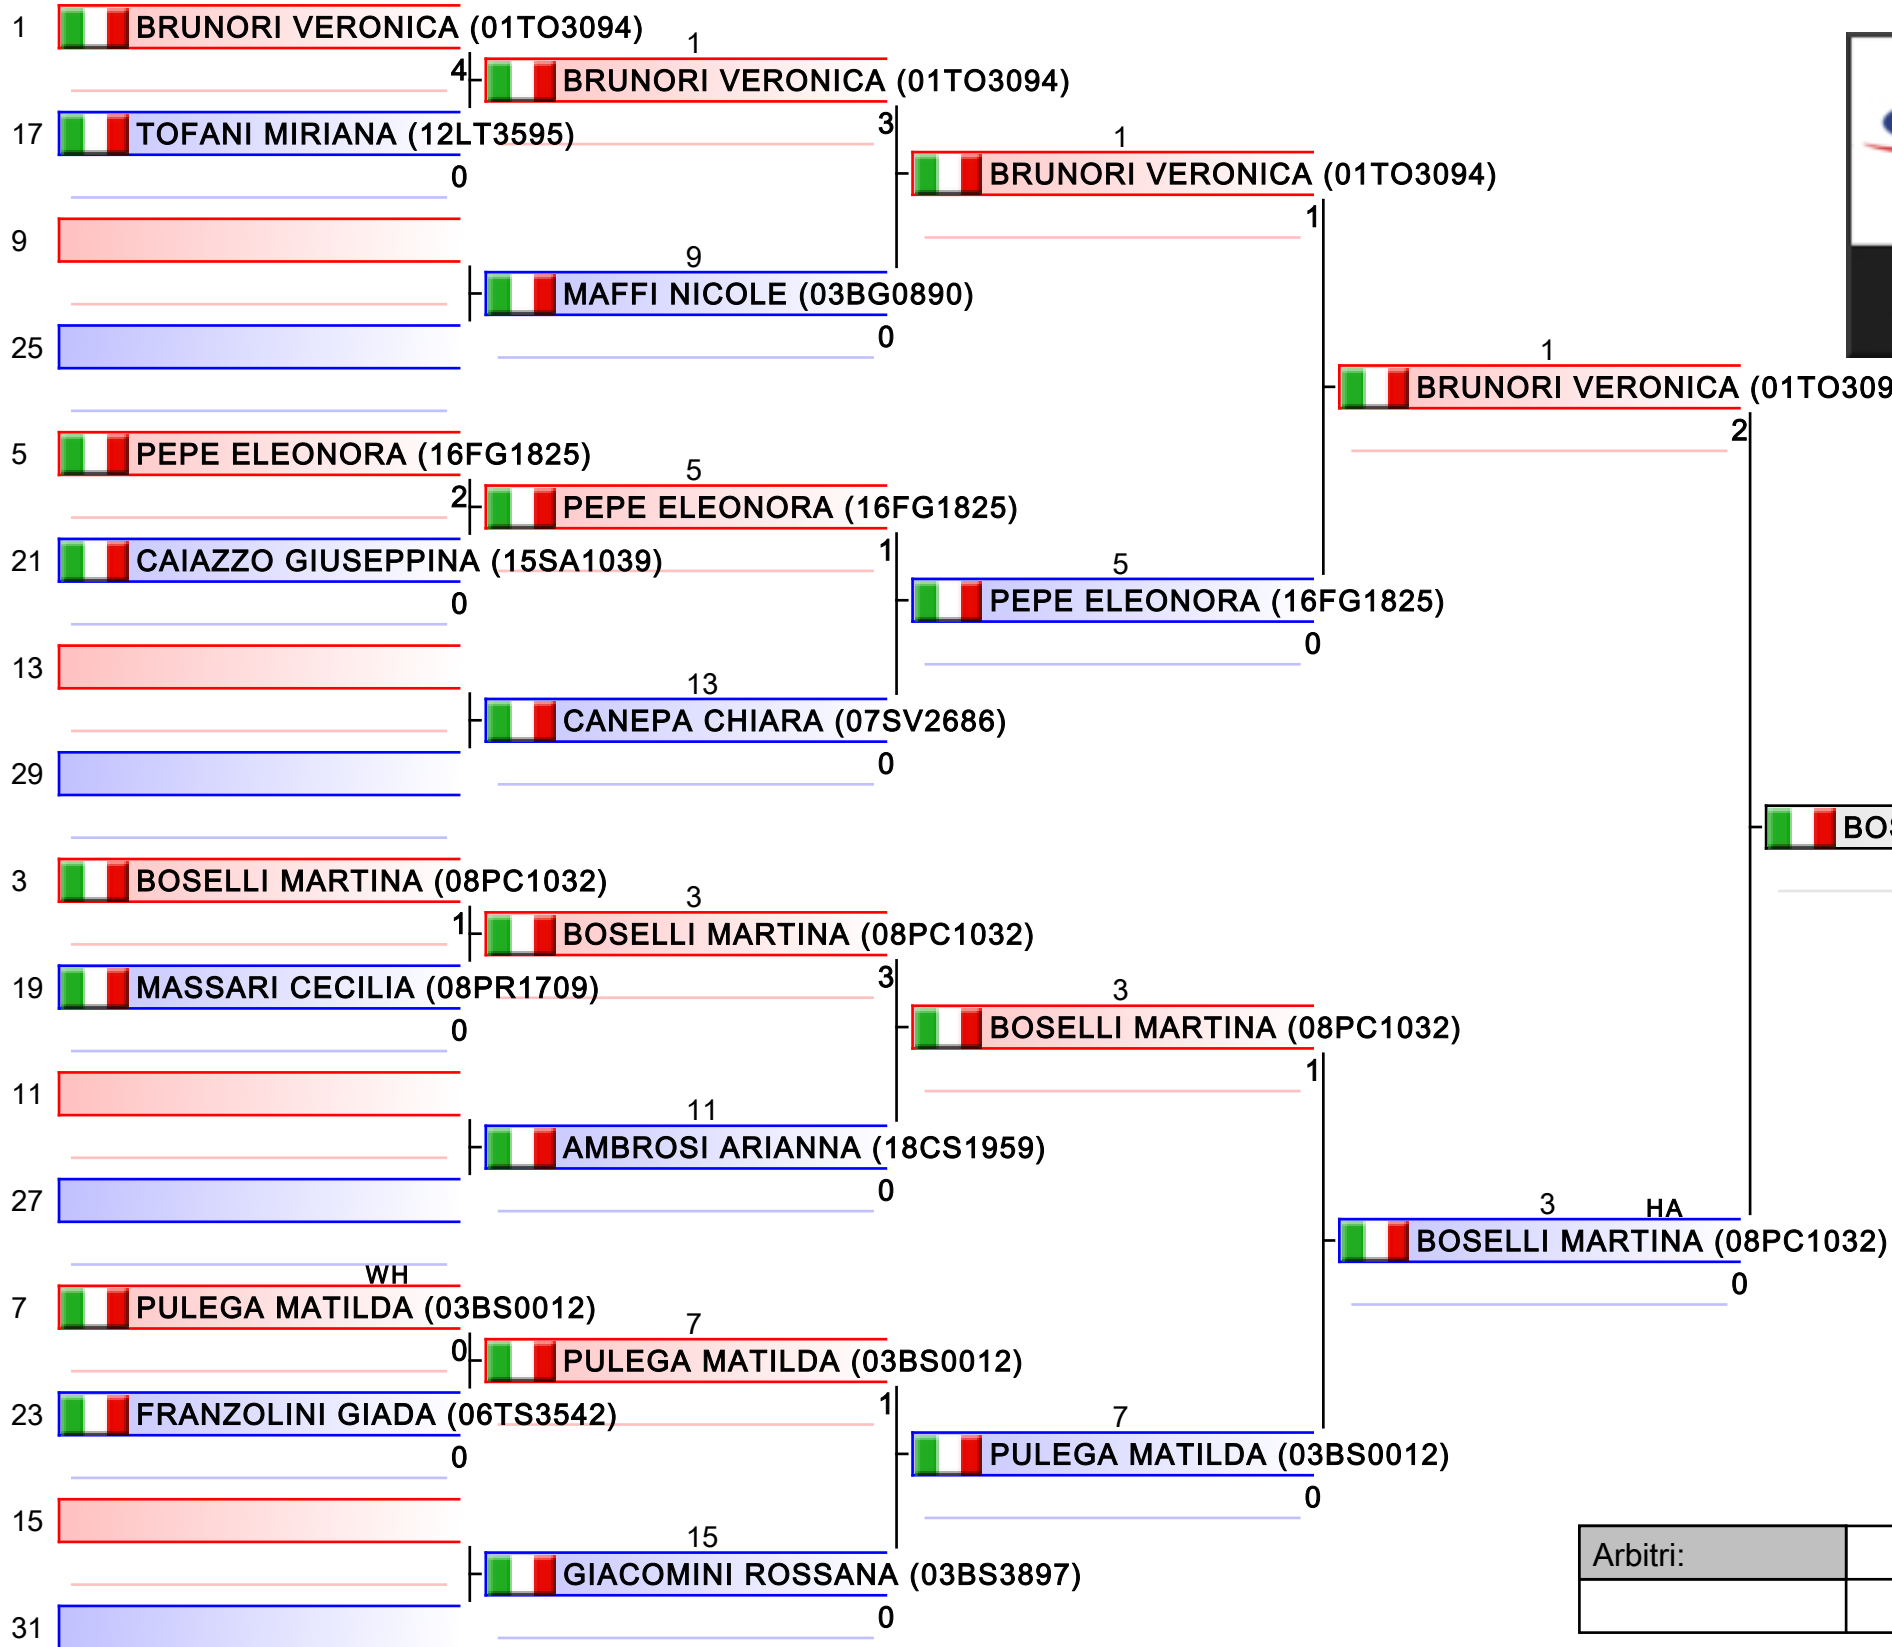 1 BRUNORI VERONICA (01TO3094)
1
4 BRUNORI VERONICA (01TO3094)
3
17 TOFANI MIRIANA (12LT3595)
1
0
BRUNORI VERONICA (01TO3094)
1
9
9
MAFFI NICOLE (03BG0890)
0
25
1
BRUNORI VERONICA (01TO309
2
5 PEPE ELEONORA (16FG1825)
5
2 PEPE ELEONORA (16FG1825)
1
21 CAIAZZO GIUSEPPINA (15SA1039)
5
0
PEPE ELEONORA (16FG1825)
0
13
13
CANEPA CHIARA (07SV2686)
0
29
BOS
3 BOSELLI MARTINA (08PC1032)
3
1 BOSELLI MARTINA (08PC1032)
3
19 MASSARI CECILIA (08PR1709)
3
0
BOSELLI MARTINA (08PC1032)
1
11
11
AMBROSI ARIANNA (18CS1959)
0
27
3 HA
BOSELLI MARTINA (08PC1032)
0
WH
7 PULEGA MATILDA (03BS0012)
7
0 PULEGA MATILDA (03BS0012)
1
23 FRANZOLINI GIADA (06TS3542)
7
0
PULEGA MATILDA (03BS0012)
0
15
15
GIACOMINI ROSSANA (03BS3897)
0
31
Arbitri: